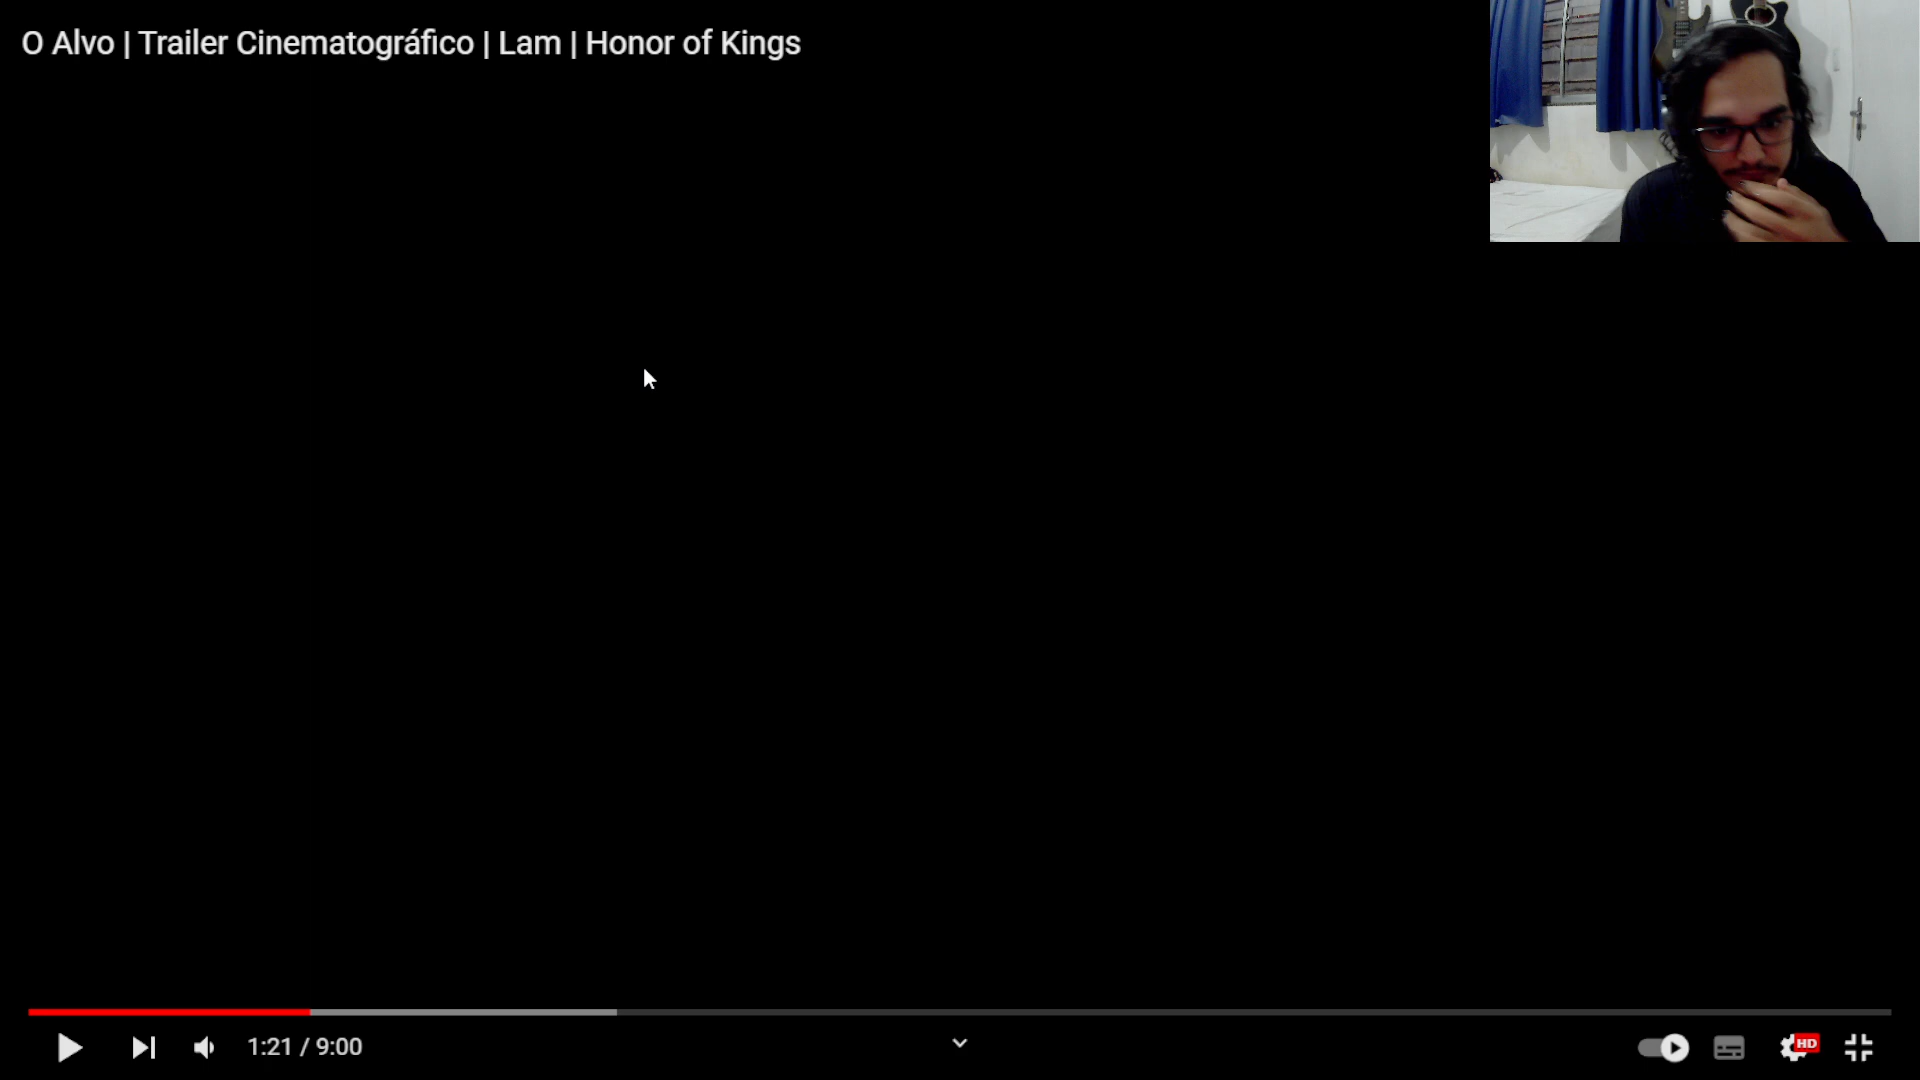 O Alvo | Trailer Cinematográfico | Lam | Honor of Kings
1:21 / 9:00
HD